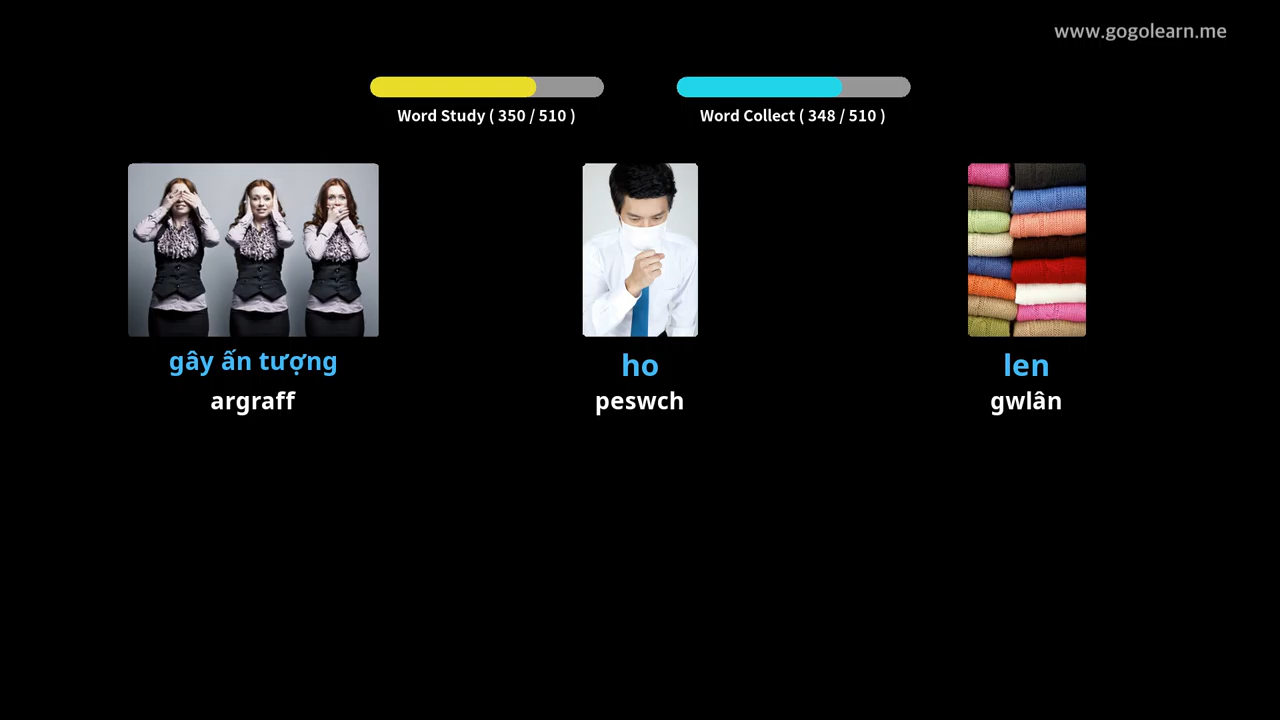 www.gogolearn.me
Word Study ( 350 / 510 )
Word Collect ( 348 / 510 )
gây ấn tượng
argraff
ho
peswch
len
gwlân